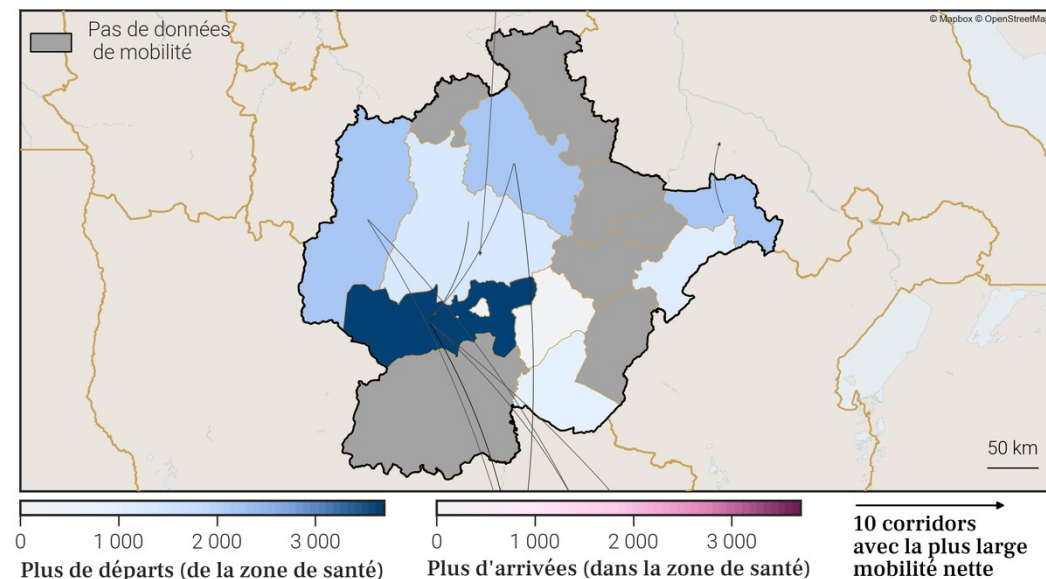 Pas de données
de mobilité
© Mapbox © OpenStreetMap
50 km
0 1 000 2 000 3 000
Plus de départs (de la zone de santé)
0 1 000 2 000 3 000
Plus d'arrivées (dans la zone de santé)
10 corridors
avec la plus large
mobilité nette